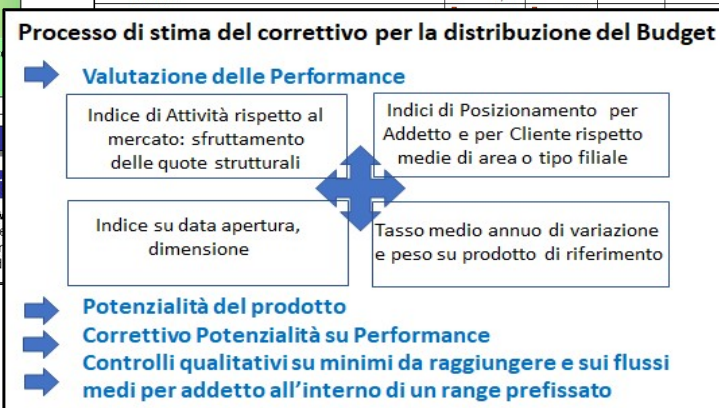 Processo di stima del correttivo per la distribuzione del Budget
Valutazione delle Performance
Indice di Attività rispetto al
mercato: sfruttamento
delle quote strutturali
Indici di Posizionamento per
Addetto e per Cliente rispetto
medie di area o tipo filiale
Indice su data apertura,
dimensione
Tasso medio annuo di variazione
e peso su prodotto di riferimento
Potenzialità del prodotto
Correttivo Potenzialità su Performance
Controlli qualitativi su minimi da raggiungere e sui flussi
medi per addetto all’interno di un range prefissato